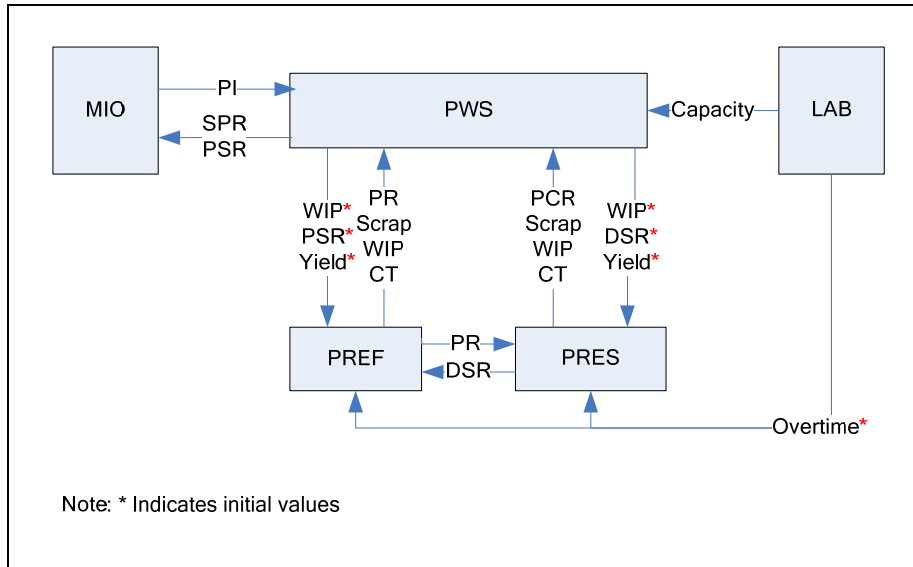 MIO
PI
SPR
PSR
PWS
Capacity
LAB
WIP*
PSR*
Yield*
PR
Scrap
WIP
CT
PCR
Scrap
WIP
CT
WIP*
DSR*
Yield*
PREF
PR
DSR
PRES
Overtime*
Note: * Indicates initial values